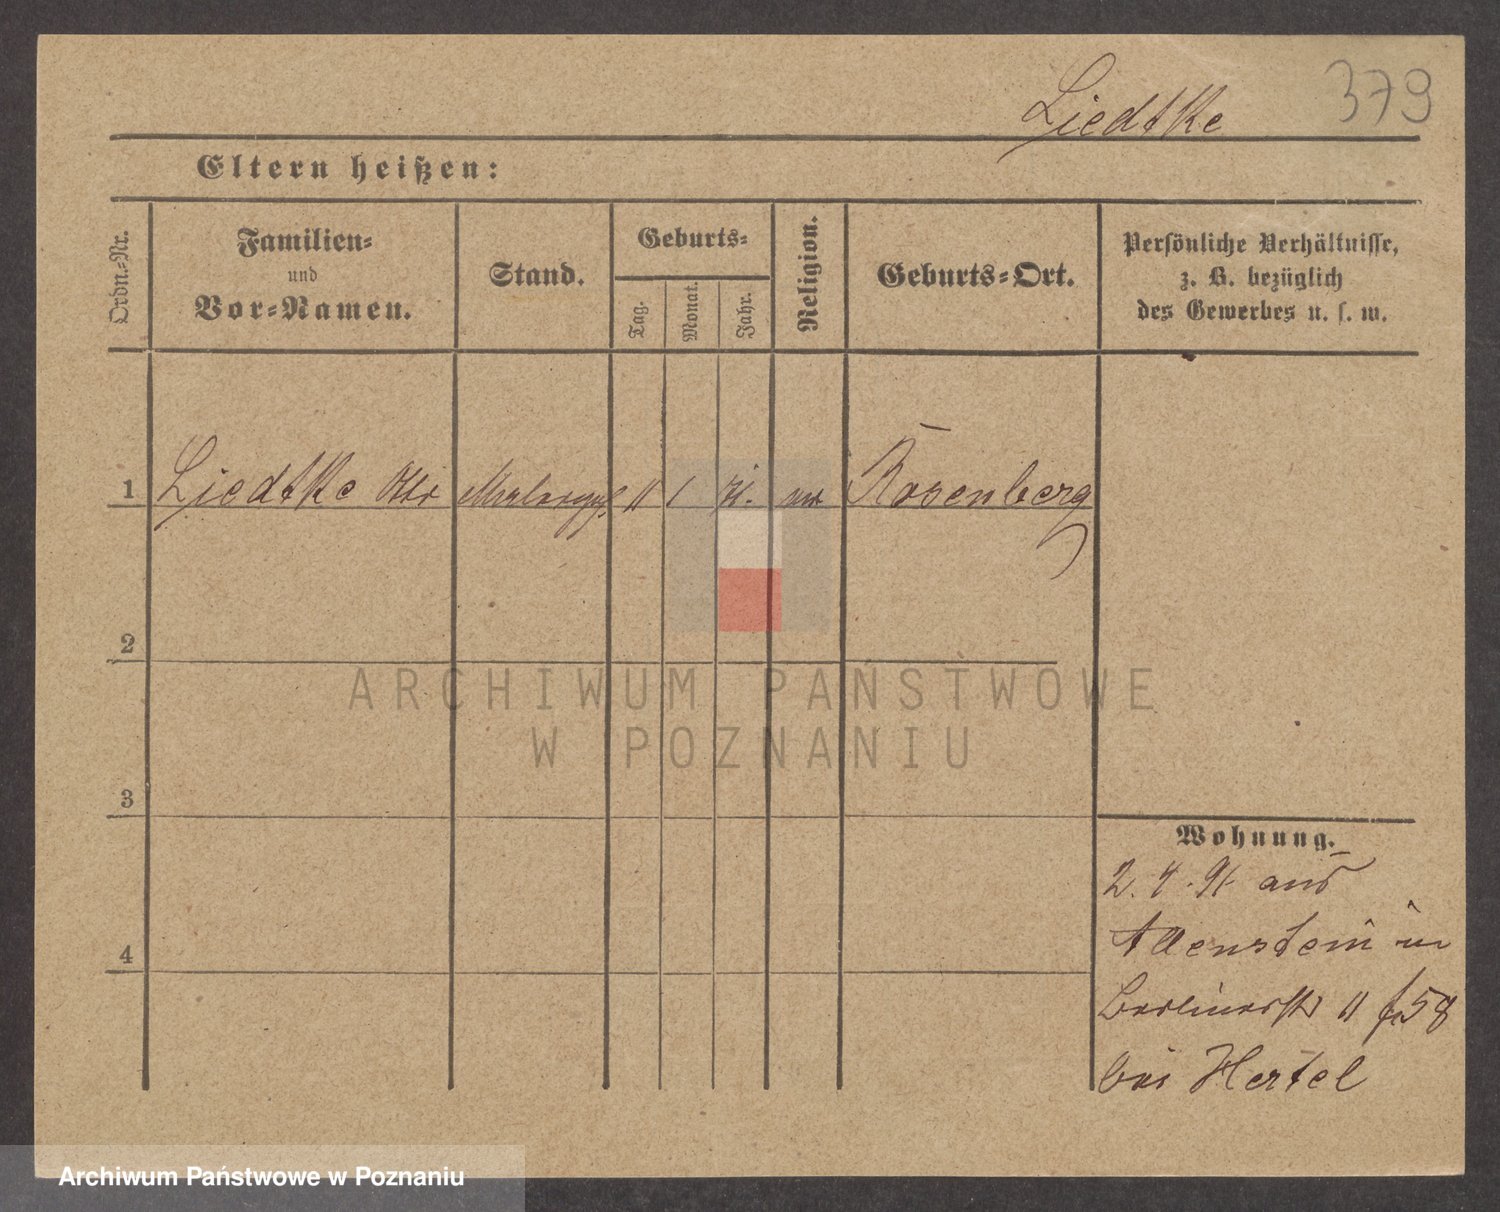 Liedtke 379
Eltern heißen:
Ordn.-Nr.
Familien-
und
Vor-Namen.
Stand.
Geburts-
Tag.
Monat.
Jahr.
Religion.
Geburts-Ort.
Persönliche Verhältnisse,
z. B. bezüglich
des Gewerbes u. s. w.
1 Liedtke Otto Malergeh. 11 1 71. Rosenberg
2
3
4
Wohnung.
2. 4. 91 aus
Allenstein in
Berlinerstr 11
bei Hertel
ARCHIWUM PAŃSTWOWE
W POZNANIU
Archiwum Państwowe w Poznaniu